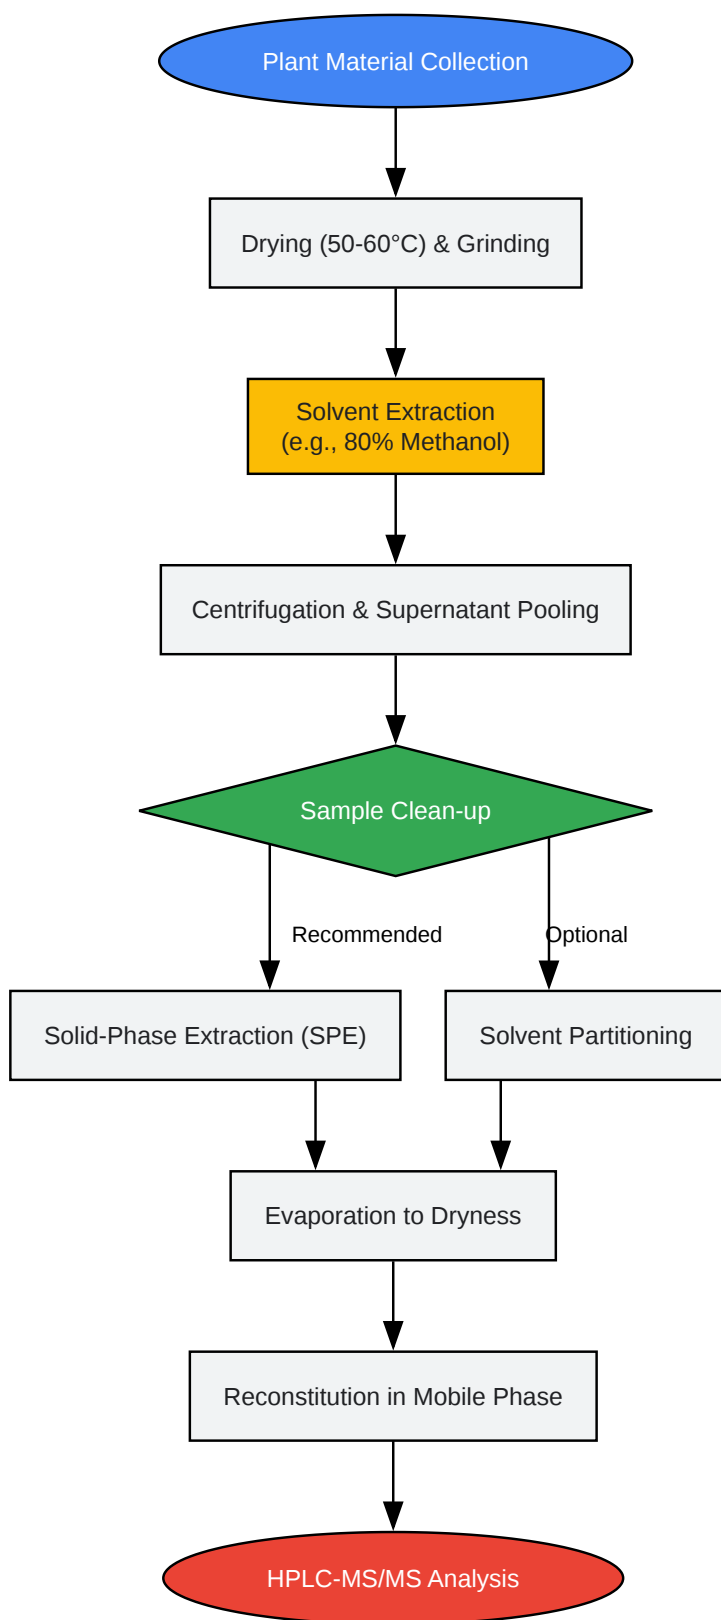 Plant Material Collection
Drying (50-60°C) & Grinding
Solvent Extraction
(e.g., 80% Methanol)
Centrifugation & Supernatant Pooling
Sample Clean-up
Recommended
Optional
Solid-Phase Extraction (SPE)
Solvent Partitioning
Evaporation to Dryness
Reconstitution in Mobile Phase
HPLC-MS/MS Analysis